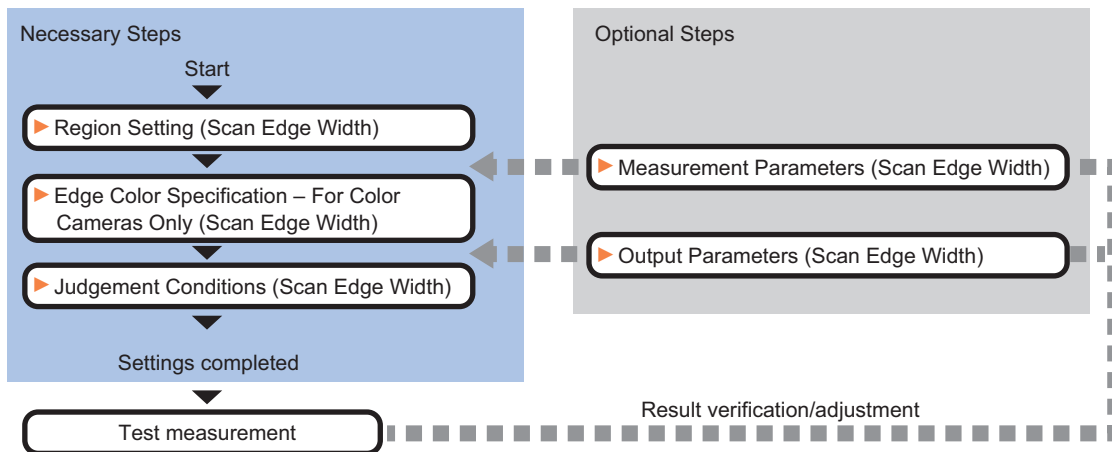 Necessary Steps
Start
Region Setting (Scan Edge Width)
Edge Color Specification – For Color
Cameras Only (Scan Edge Width)
Judgement Conditions (Scan Edge Width)
Settings completed
Test measurement
Optional Steps
Measurement Parameters (Scan Edge Width)
Output Parameters (Scan Edge Width)
Result verification/adjustment